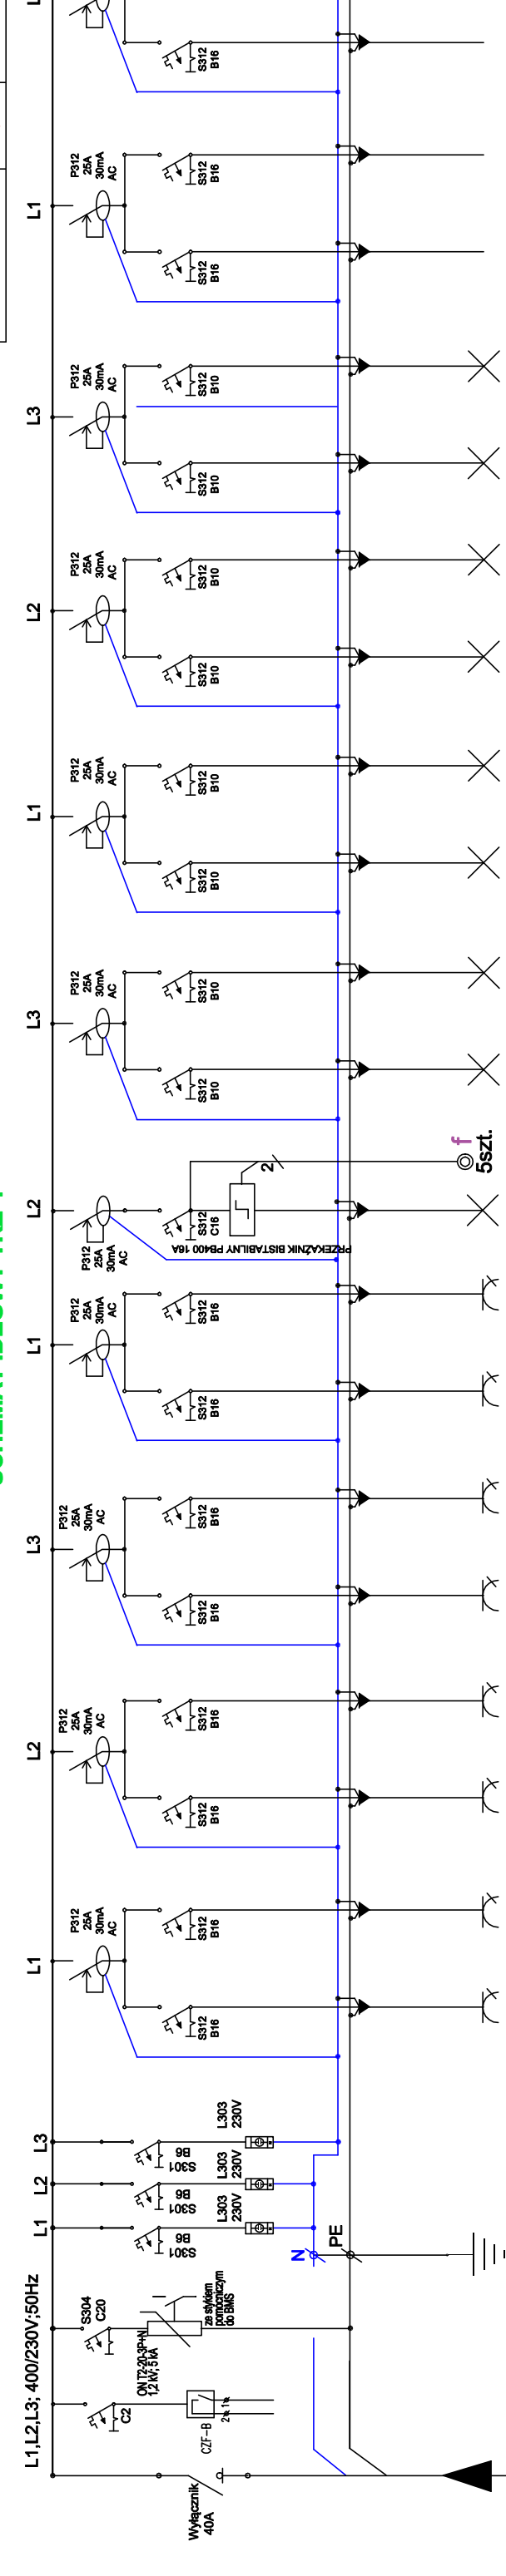 L1,L2,L3; 400/230V;50Hz
Wyłącznik
40A
C2
CZF-B
2
1
S304
C20
ON T2-20-3P+N
1,2 kV; 5 kA
ze stykiem
pomocniczym
do BMS
N
PE
L1
S301
B6
L303
230V
L2
S301
B6
L303
230V
L3
S301
B6
L303
230V
L1
P312
25A
30mA
AC
S312
B16
S312
B16
L2
P312
25A
30mA
AC
S312
B16
S312
B16
L3
P312
25A
30mA
AC
S312
B16
S312
B16
L1
P312
25A
30mA
AC
S312
B16
S312
B16
L2
P312
25A
30mA
AC
S312
C16
PRZEKAŹNIK BISTABILNY PB400 16A
2
f
5szt.
L3
P312
25A
30mA
AC
S312
B10
S312
B10
L1
P312
25A
30mA
AC
S312
B10
S312
B10
L2
P312
25A
30mA
AC
S312
B10
S312
B10
L3
P312
25A
30mA
AC
S312
B10
S312
B10
L1
P312
25A
30mA
AC
S312
B16
S312
B16
S312
B16